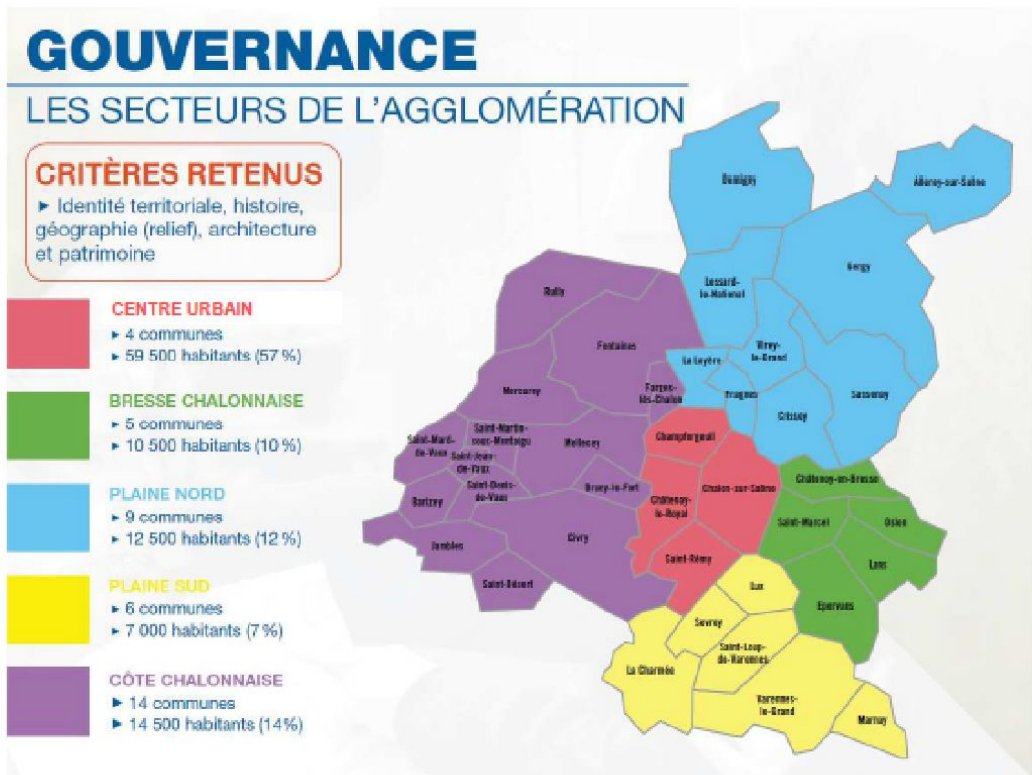 GOUVERNANCE
LES SECTEURS DE L'AGGLOMÉRATION
CRITÈRES RETENUS
► Identité territoriale, histoire,
géographie (relief), architecture
et patrimoine
CENTRE URBAIN
► 4 communes
► 59 500 habitants (57 %)
BRESSE CHALONNAISE
► 5 communes
► 10 500 habitants (10 %)
PLAINE NORD
► 9 communes
► 12 500 habitants (12 %)
PLAINE SUD
► 6 communes
► 7 000 habitants (7 %)
CÔTE CHALONNAISE
► 14 communes
► 14 500 habitants (14%)
Demigny
Allerey-sur-Saône
Gergy
Lessard-
le-National
Rully
Fontaines
Virey-
le-Grand
La Loyère
Farges-
lès-Chalon
Fragnes
Sassenay
Crissey
Mercurey
Saint-Martin-
sous-Montaigu
Mellecey
Champforgeuil
Saint-Mard-
de-Vaux
Saint-Jean-
de-Vaux
Saint-Denis-
de-Vaux
Barizey
Dracy-le-Fort
Châtenoy-
le-Royal
Chalon-sur-Saône
Châtenoy-en-Bresse
Saint-Marcel
Oslon
Givry
Jambles
Saint-Rémy
Lans
Saint-Désert
Lux
Epervans
Sevrey
Saint-Loup-
de-Varennes
La Charmée
Varennes-
le-Grand
Marnay